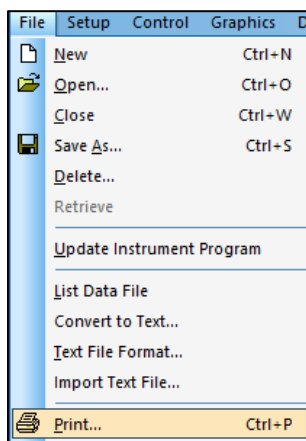 File Setup Control Graphics D
New Ctrl+N
Open... Ctrl+O
Close Ctrl+W
Save As... Ctrl+S
Delete...
Retrieve
Update Instrument Program
List Data File
Convert to Text...
Text File Format...
Import Text File...
Print... Ctrl+P